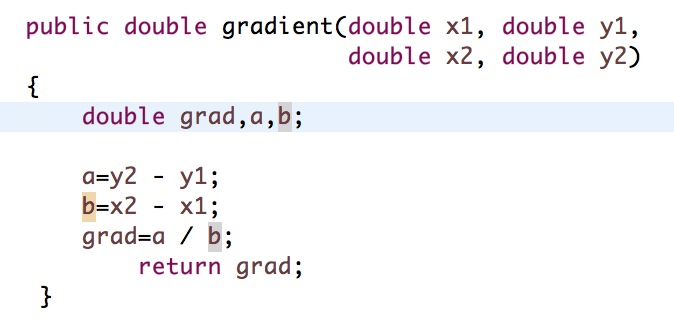 public double gradient(double x1, double y1,
double x2, double y2)
{
double grad,a,b;
a=y2 - y1;
b=x2 - x1;
grad=a / b;
return grad;
}